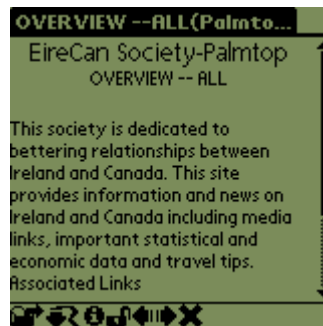 OVERVIEW --ALL(Palmto...
EireCan Society-Palmtop
OVERVIEW -- ALL
This society is dedicated to
bettering relationships between
Ireland and Canada. This site
provides information and news on
Ireland and Canada including media
links, important statistical and
economic data and travel tips.
Associated Links